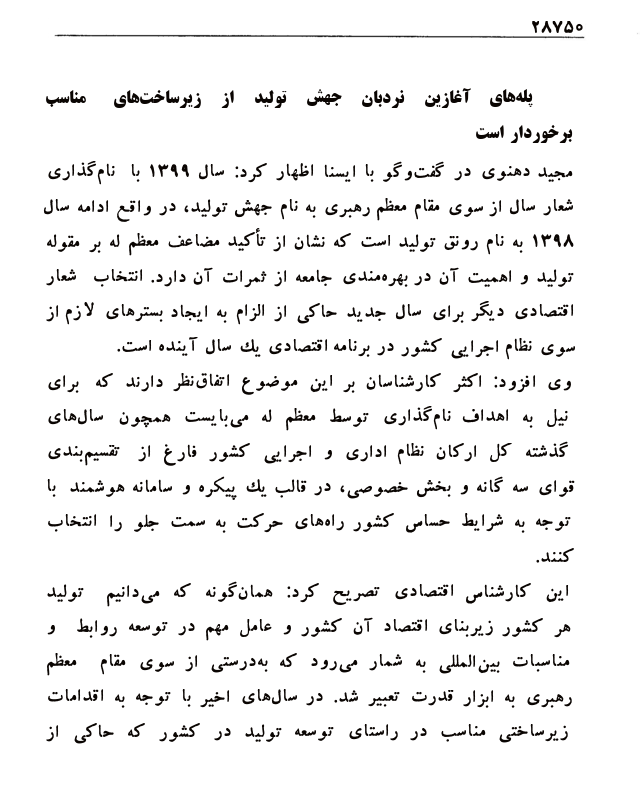 ۲۸۷۵۰
پله‌های آغازین نردبان جهش تولید از زیرساخت‌های مناسب
برخوردار است
مجید دهنوی در گفت‌وگو با ایسنا اظهار کرد: سال ۱۳۹۹ با نام‌گذاری
شعار سال از سوی مقام معظم رهبری به نام جهش تولید، در واقع ادامه سال
۱۳۹۸ به نام رونق تولید است که نشان از تأکید مضاعف معظم له بر مقوله
تولید و اهمیت آن در بهره‌مندی جامعه از ثمرات آن دارد. انتخاب شعار
اقتصادی دیگر برای سال جدید حاکی از الزام به ایجاد بسترهای لازم از
سوی نظام اجرایی کشور در برنامه اقتصادی یك سال آینده است.
وی افزود: اکثر کارشناسان بر این موضوع اتفاق‌نظر دارند که برای
نیل به اهداف نام‌گذاری توسط معظم له می‌بایست همچون سال‌های
گذشته کل ارکان نظام اداری و اجرایی کشور فارغ از تقسیم‌بندی
قوای سه گانه و بخش خصوصی، در قالب یك پیکره و سامانه هوشمند با
توجه به شرایط حساس کشور راه‌های حرکت به سمت جلو را انتخاب
کنند.
این کارشناس اقتصادی تصریح کرد: همان‌گونه که می‌دانیم تولید
هر کشور زیربنای اقتصاد آن کشور و عامل مهم در توسعه روابط و
مناسبات بین‌المللی به شمار می‌رود که به‌درستی از سوی مقام معظم
رهبری به ابزار قدرت تعبیر شد. در سال‌های اخیر با توجه به اقدامات
زیرساختی مناسب در راستای توسعه تولید در کشور که حاکی از